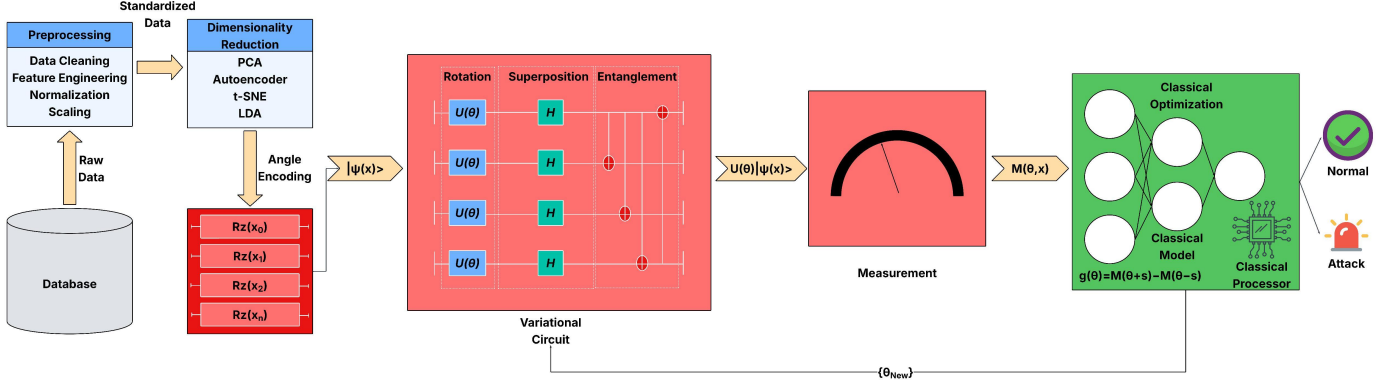 Standardized
Data
Preprocessing
Data Cleaning
Feature Engineering
Normalization
Scaling
Dimensionality
Reduction
PCA
Autoencoder
t-SNE
LDA
Raw
Data
Database
Angle
Encoding
Rz(x₀)
Rz(x₁)
Rz(x₂)
Rz(xₙ)
|ψ(x)>
Rotation
Superposition
Entanglement
U(θ)
H
U(θ)
H
U(θ)
H
U(θ)
H
Variational
Circuit
U(θ)|ψ(x)>
Measurement
M(θ,x)
Classical
Optimization
Classical
Model
g(θ)=M(θ+s)−M(θ−s)
Classical
Processor
Normal
Attack
{θNew}